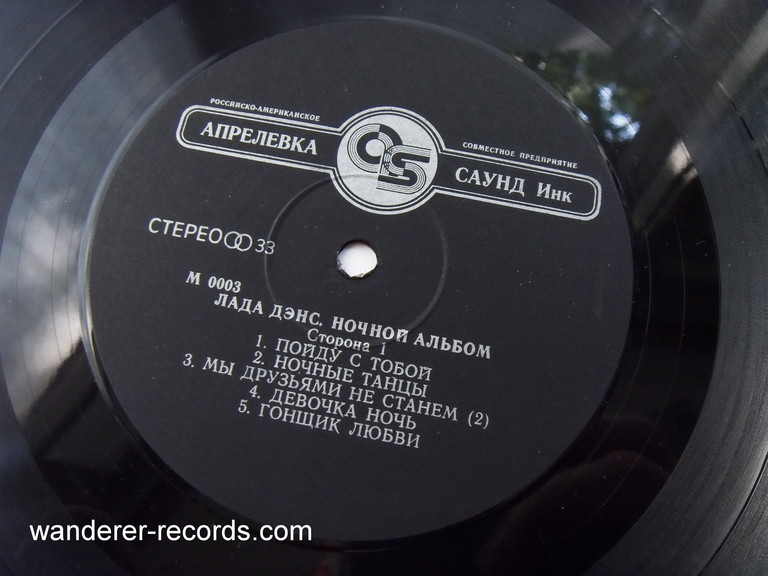 РОССИЙСКО-АМЕРИКАНСКОЕ
СОВМЕСТНОЕ ПРЕДПРИЯТИЕ
АПРЕЛЕВКА
САУНД Инк
СТЕРЕО 33
М 0003
ЛАДА ДЭНС. НОЧНОЙ АЛЬБОМ
Сторона 1
1. ПОЙДУ С ТОБОЙ
2. НОЧНЫЕ ТАНЦЫ
3. МЫ ДРУЗЬЯМИ НЕ СТАНЕМ (2)
4. ДЕВОЧКА НОЧЬ
5. ГОНЩИК ЛЮБВИ
wanderer-records.com